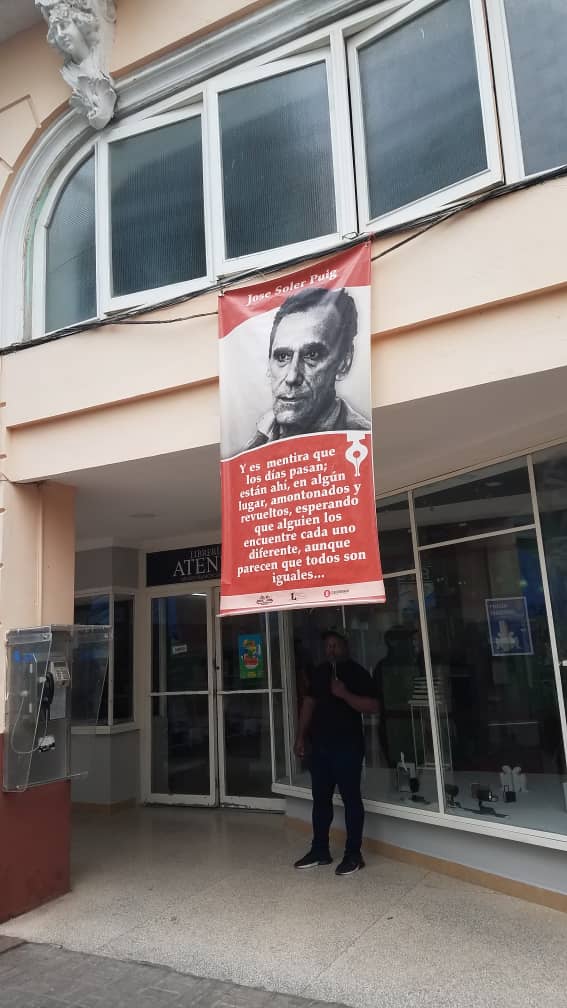 Jose Soler Puig
Y es mentira que
los días pasan;
están ahí, en algún
lugar, amontonados y
revueltos, esperando
que alguien los
encuentre cada uno
diferente, aunque
parecen que todos son
iguales...
LIBRERÍA
ATEN